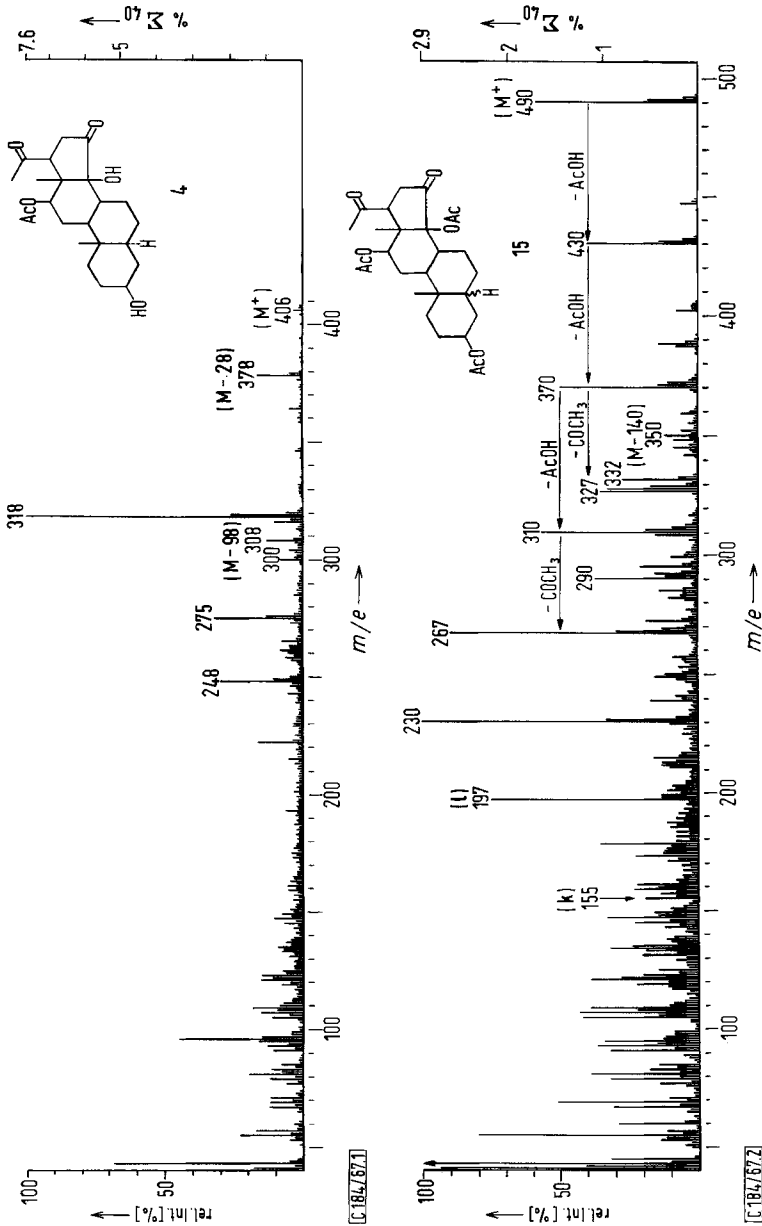 7.6
5
% Σ40
O
O
OH
AcO
H
HO
4
(M⁺)
406
(M-28)
378
318
(M-98)
308
300
275
248
400
300
200
100
m/e
100
50
rel.Int.[%]
C184/67.1
2.9
2
1
% Σ40
O
O
OAc
AcO
H
AcO
15
(M⁺)
490
-AcOH
430
-AcOH
370
-COCH₃
(M-140)
350
332
327
-AcOH
310
-COCH₃
290
267
230
(l)
197
(k)
155
500
400
300
200
100
m/e
100
50
rel.Int.[%]
C184/67.2